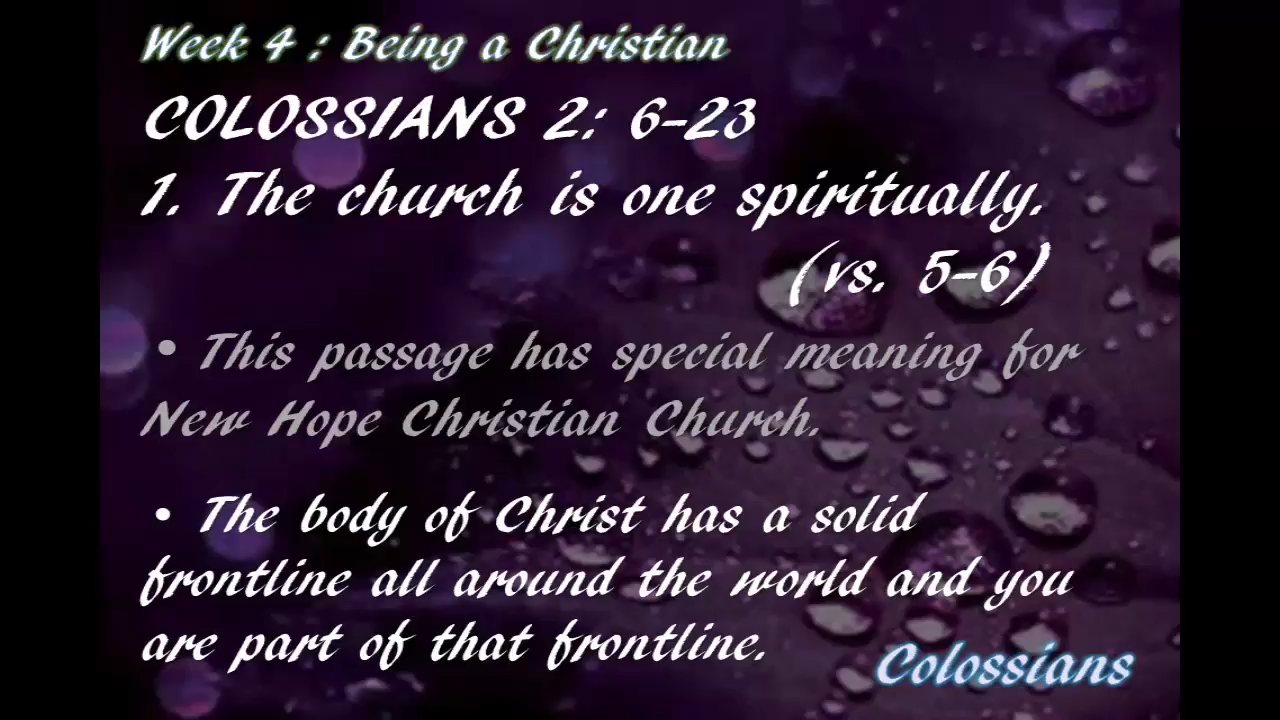 Week 4 : Being a Christian
COLOSSIANS 2: 6-23
1. The church is one spiritually.
(vs. 5-6)
• This passage has special meaning for
New Hope Christian Church.
• The body of Christ has a solid
frontline all around the world and you
are part of that frontline.
Colossians